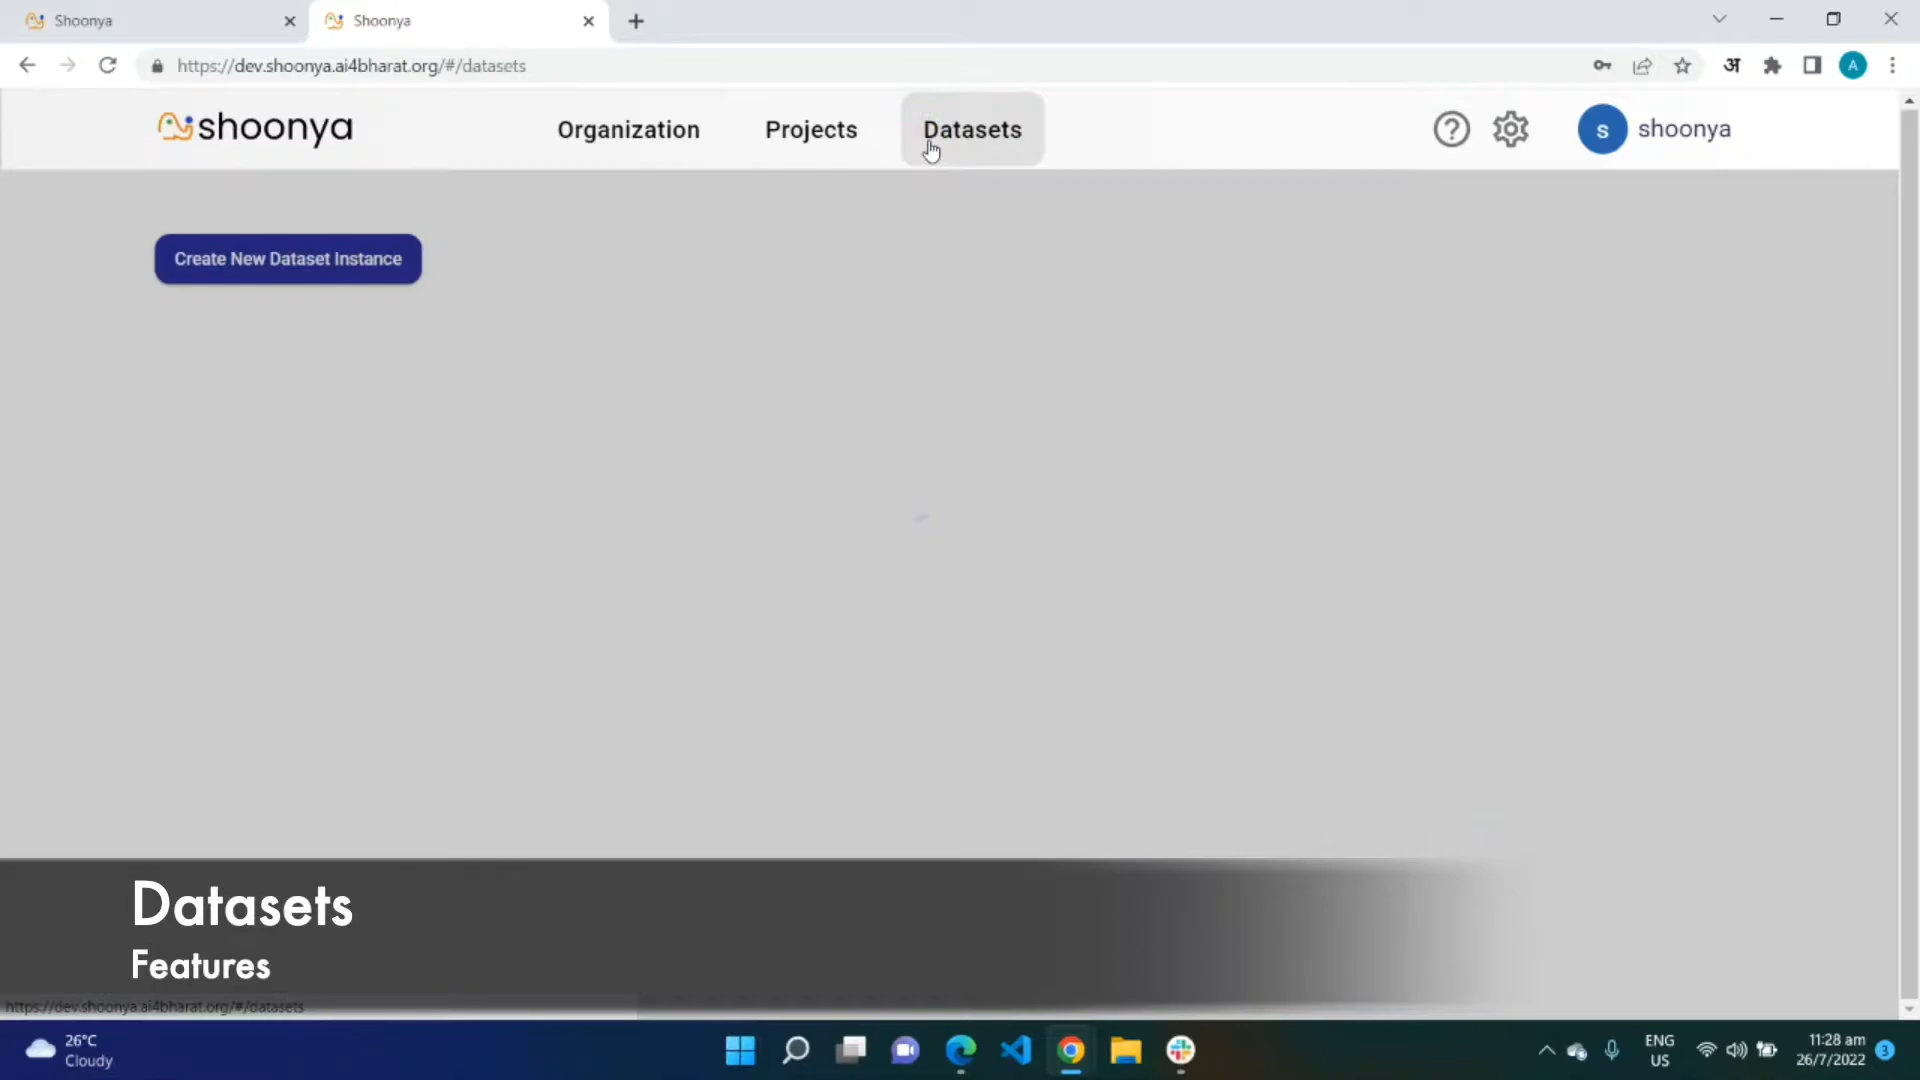 Shoonya
Shoonya
https://dev.shoonya.ai4bharat.org/#/datasets
अ
A
shoonya
Organization
Projects
Datasets
s
shoonya
Create New Dataset Instance
Datasets
Features
https://dev.shoonya.ai4bharat.org/#/datasets
26°C
Cloudy
ENG
US
11:28 am
26/7/2022
3